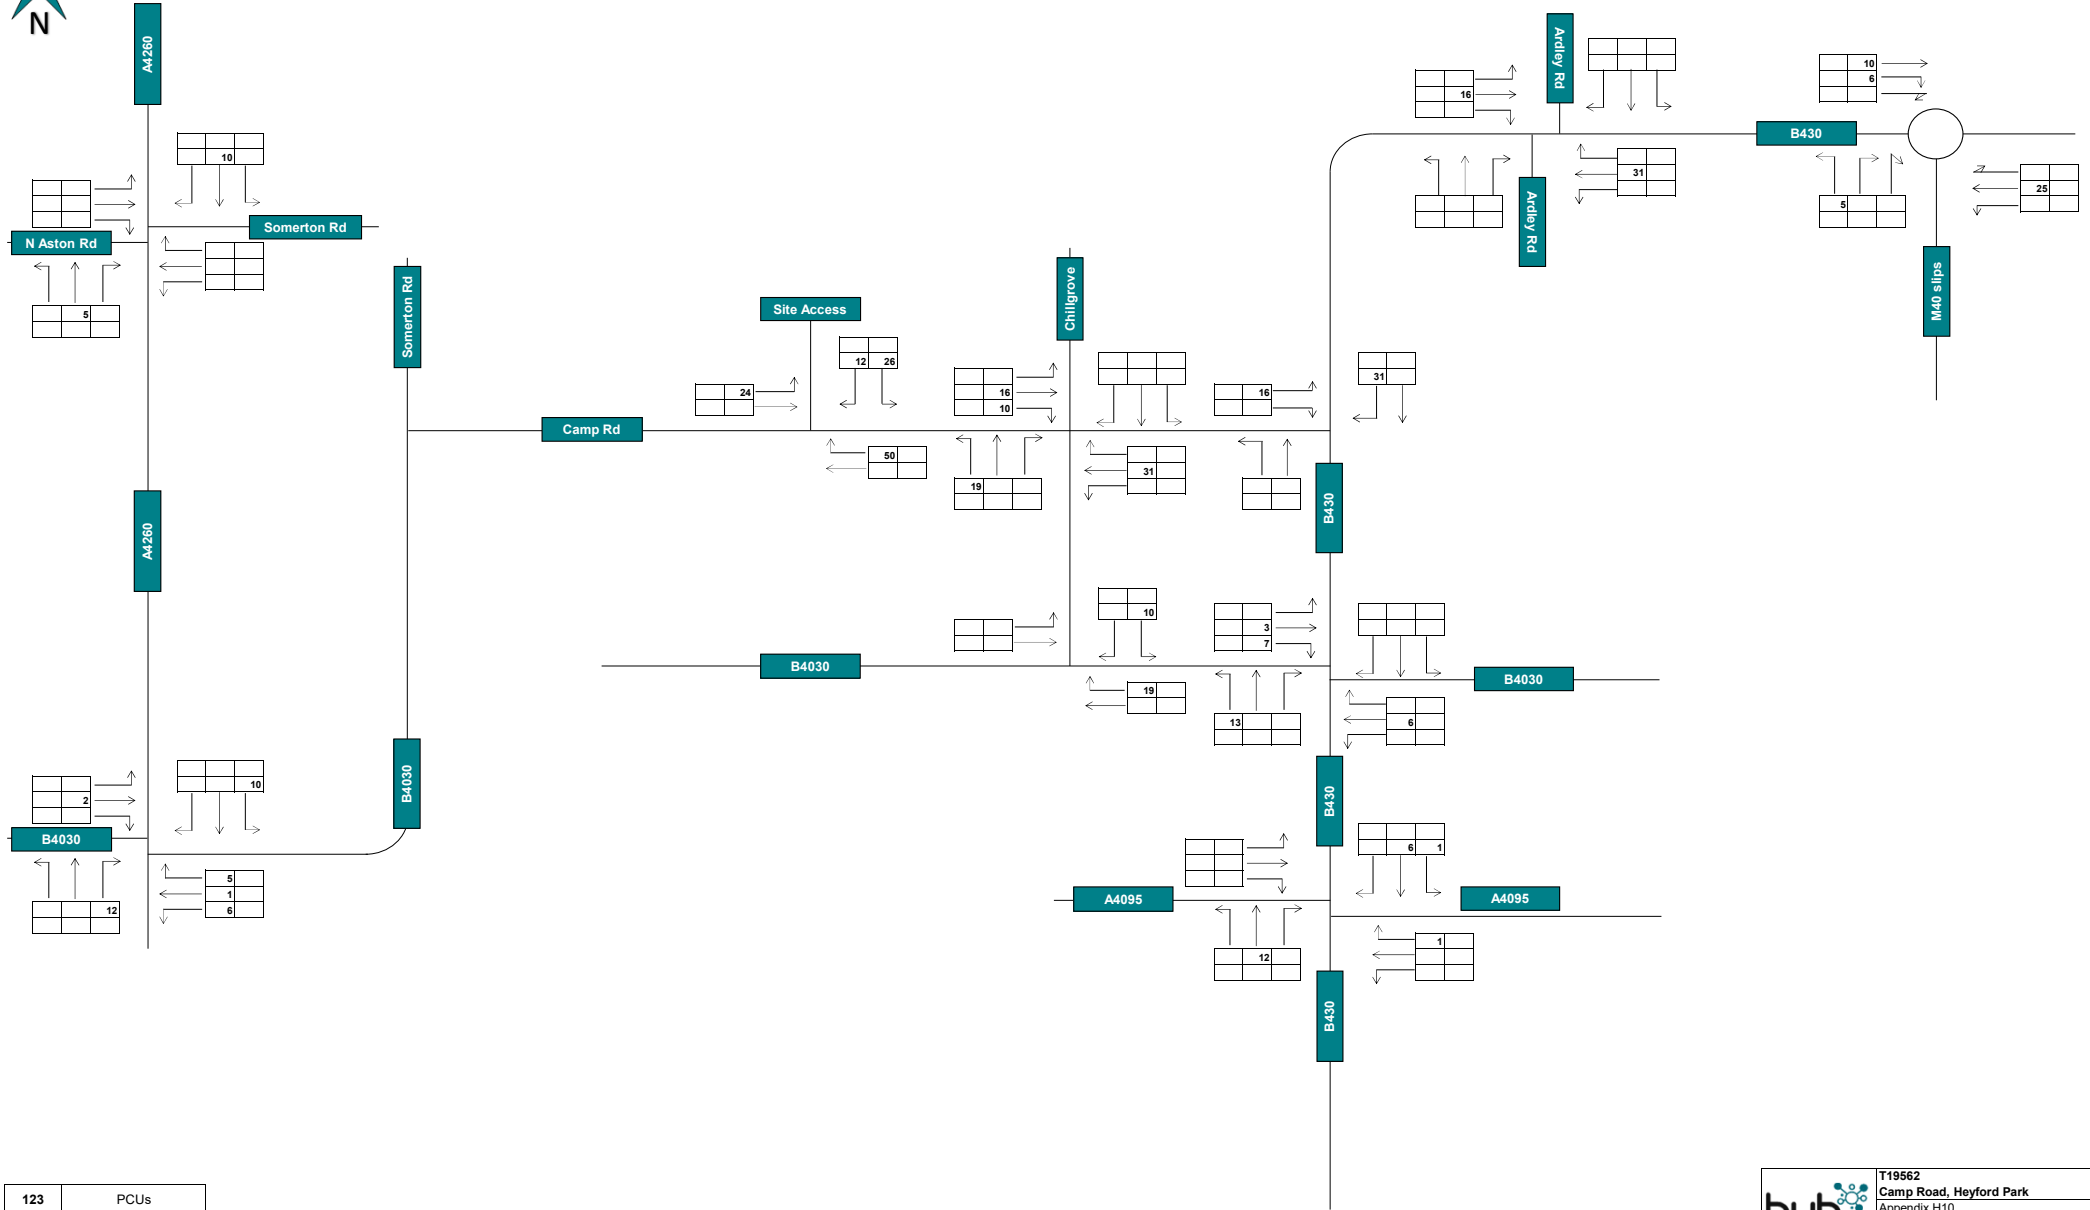 N
A4260
Ardley Rd
10
6
16
B430
10
31
25
5
Somerton Rd
N Aston Rd
Ardley Rd
M40 slips
Somerton Rd
Chillgrove
Site Access
5
12 26
24
16
10
16
31
Camp Rd
50
31
19
B430
A4260
10
3
7
B4030
B4030
19
13
6
B4030
10
2
B430
B4030
6 1
5
1
6
12
A4095
A4095
1
12
B430
123 PCUs
T19562
Camp Road, Heyford Park
hub
Appendix H10